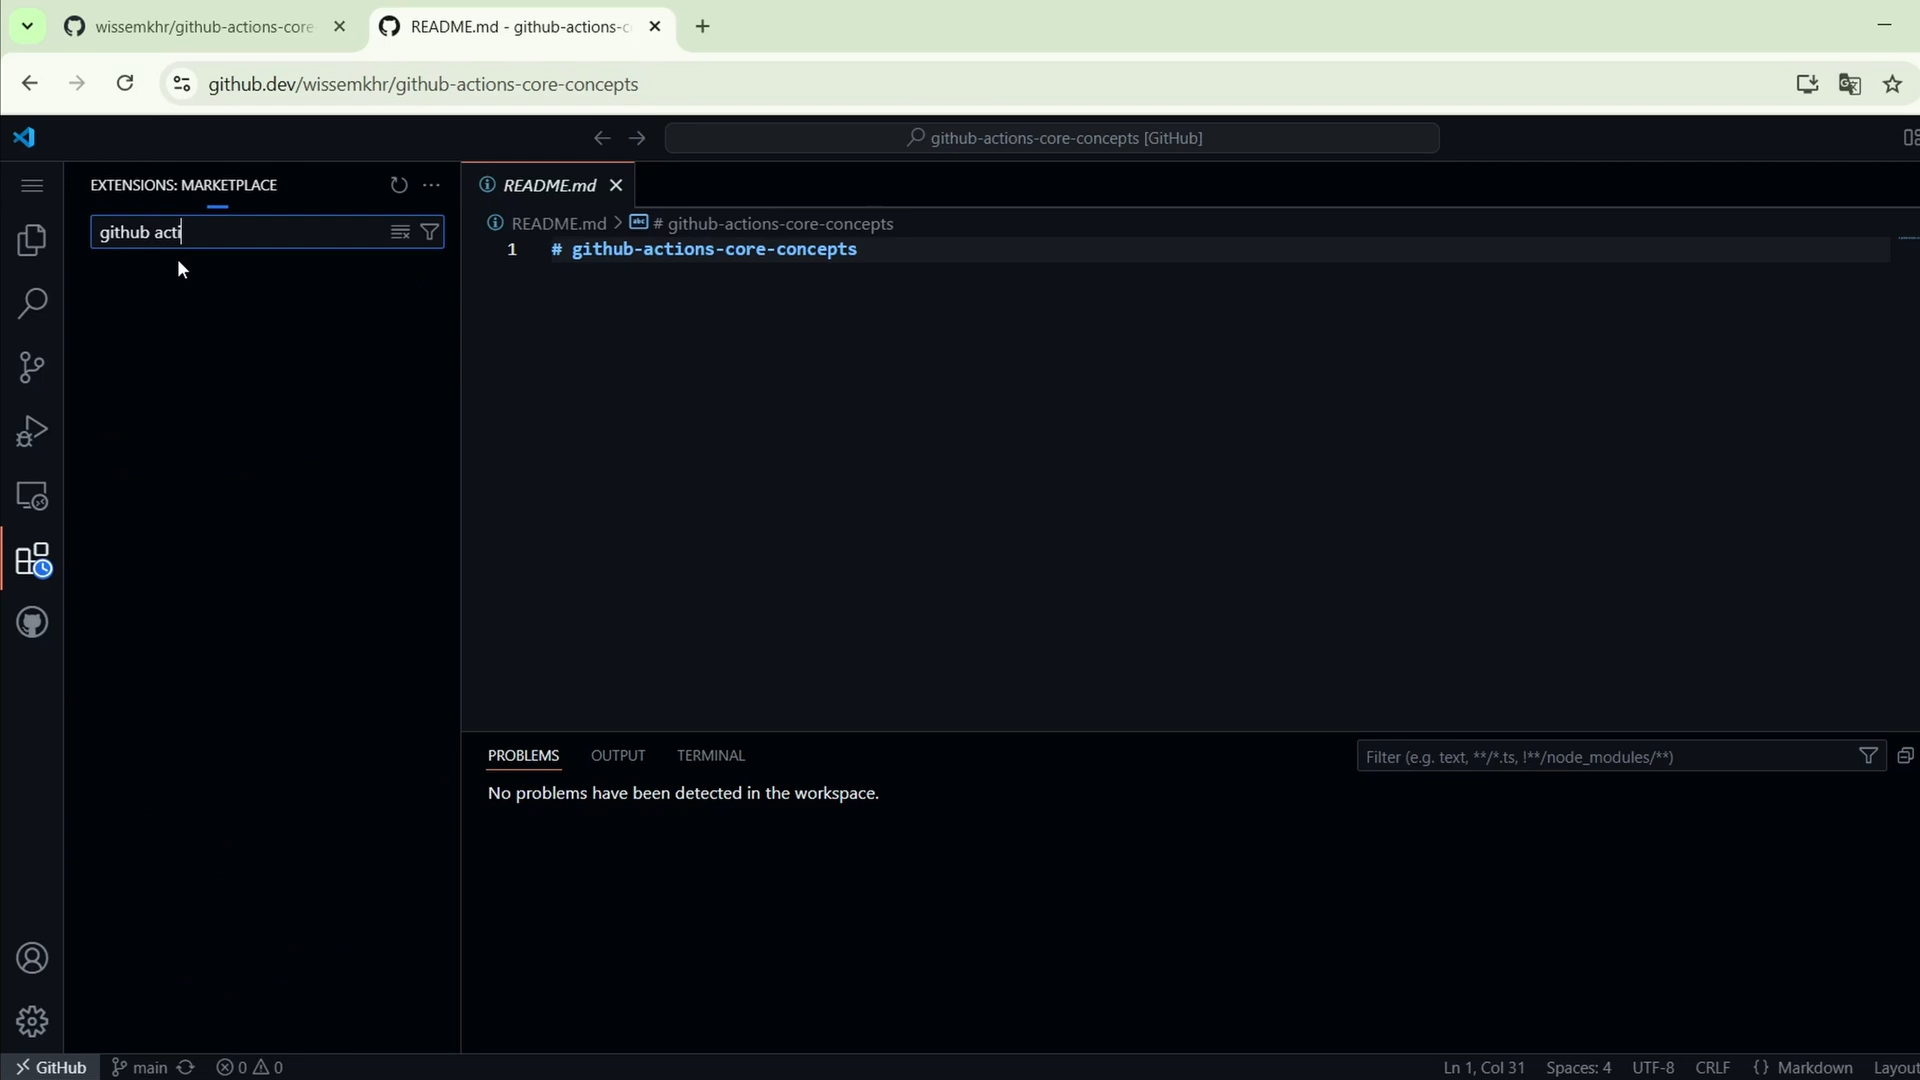 wissemkhr/github-actions-core
README.md - github-actions-c
github.dev/wissemkhr/github-actions-core-concepts
github-actions-core-concepts [GitHub]
EXTENSIONS: MARKETPLACE
github acti
README.md
README.md > # github-actions-core-concepts
1 # github-actions-core-concepts
PROBLEMS OUTPUT TERMINAL
Filter (e.g. text, **/*.ts, !**/node_modules/**)
No problems have been detected in the workspace.
GitHub main 0 0
Ln 1, Col 31 Spaces: 4 UTF-8 CRLF {} Markdown Layout